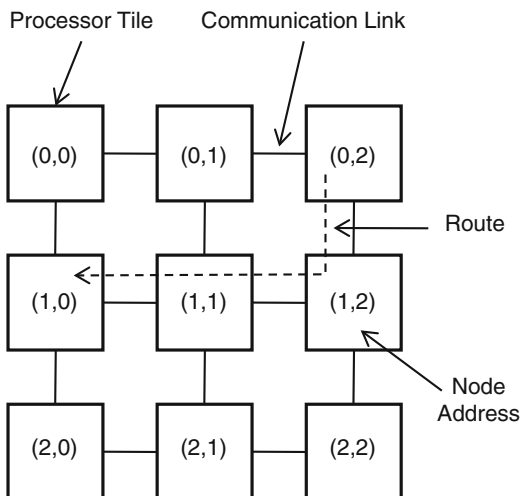 Processor Tile
Communication Link
(0,0)
(0,1)
(0,2)
Route
(1,0)
(1,1)
(1,2)
Node
Address
(2,0)
(2,1)
(2,2)